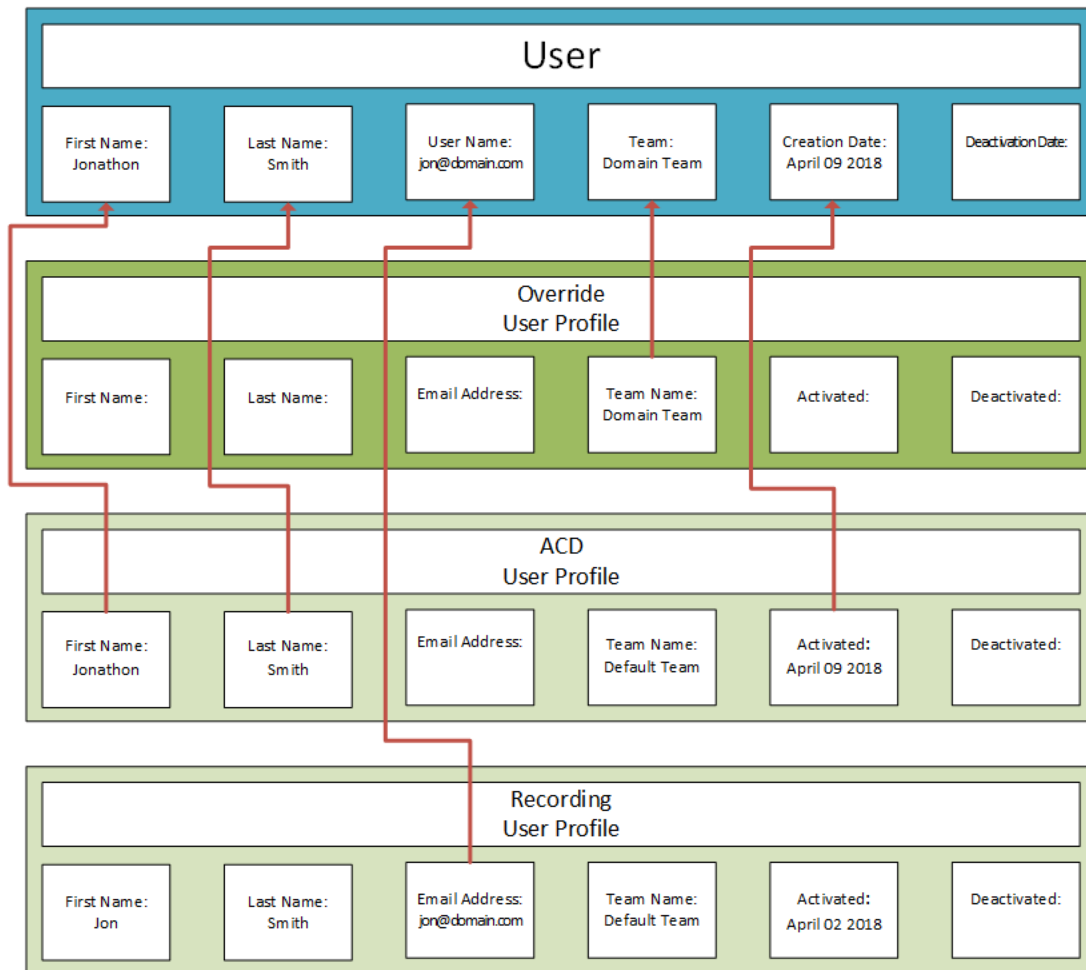 User
First Name:
Jonathon
Last Name:
Smith
User Name:
jon@domain.com
Team:
Domain Team
Creation Date:
April 09 2018
Deactivation Date:
Override
User Profile
First Name:
Last Name:
Email Address:
Team Name:
Domain Team
Activated:
Deactivated:
ACD
User Profile
First Name:
Jonathon
Last Name:
Smith
Email Address:
Team Name:
Default Team
Activated:
April 09 2018
Deactivated:
Recording
User Profile
First Name:
Jon
Last Name:
Smith
Email Address:
jon@domain.com
Team Name:
Default Team
Activated:
April 02 2018
Deactivated: